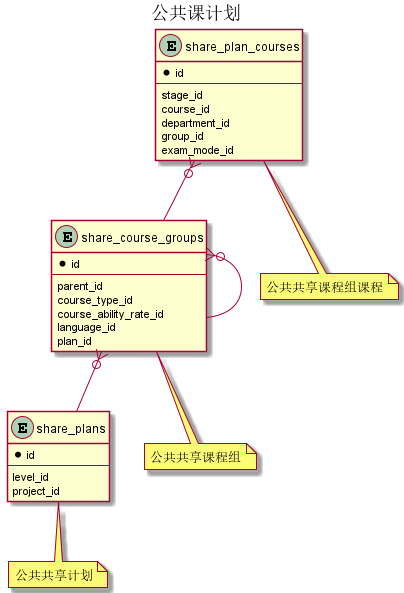 公共课计划
E share_plan_courses
id
stage_id
course_id
department_id
group_id
exam_mode_id
公共共享课程组课程
E share_course_groups
id
parent_id
course_type_id
course_ability_rate_id
language_id
plan_id
公共共享课程组
E share_plans
id
level_id
project_id
公共共享计划